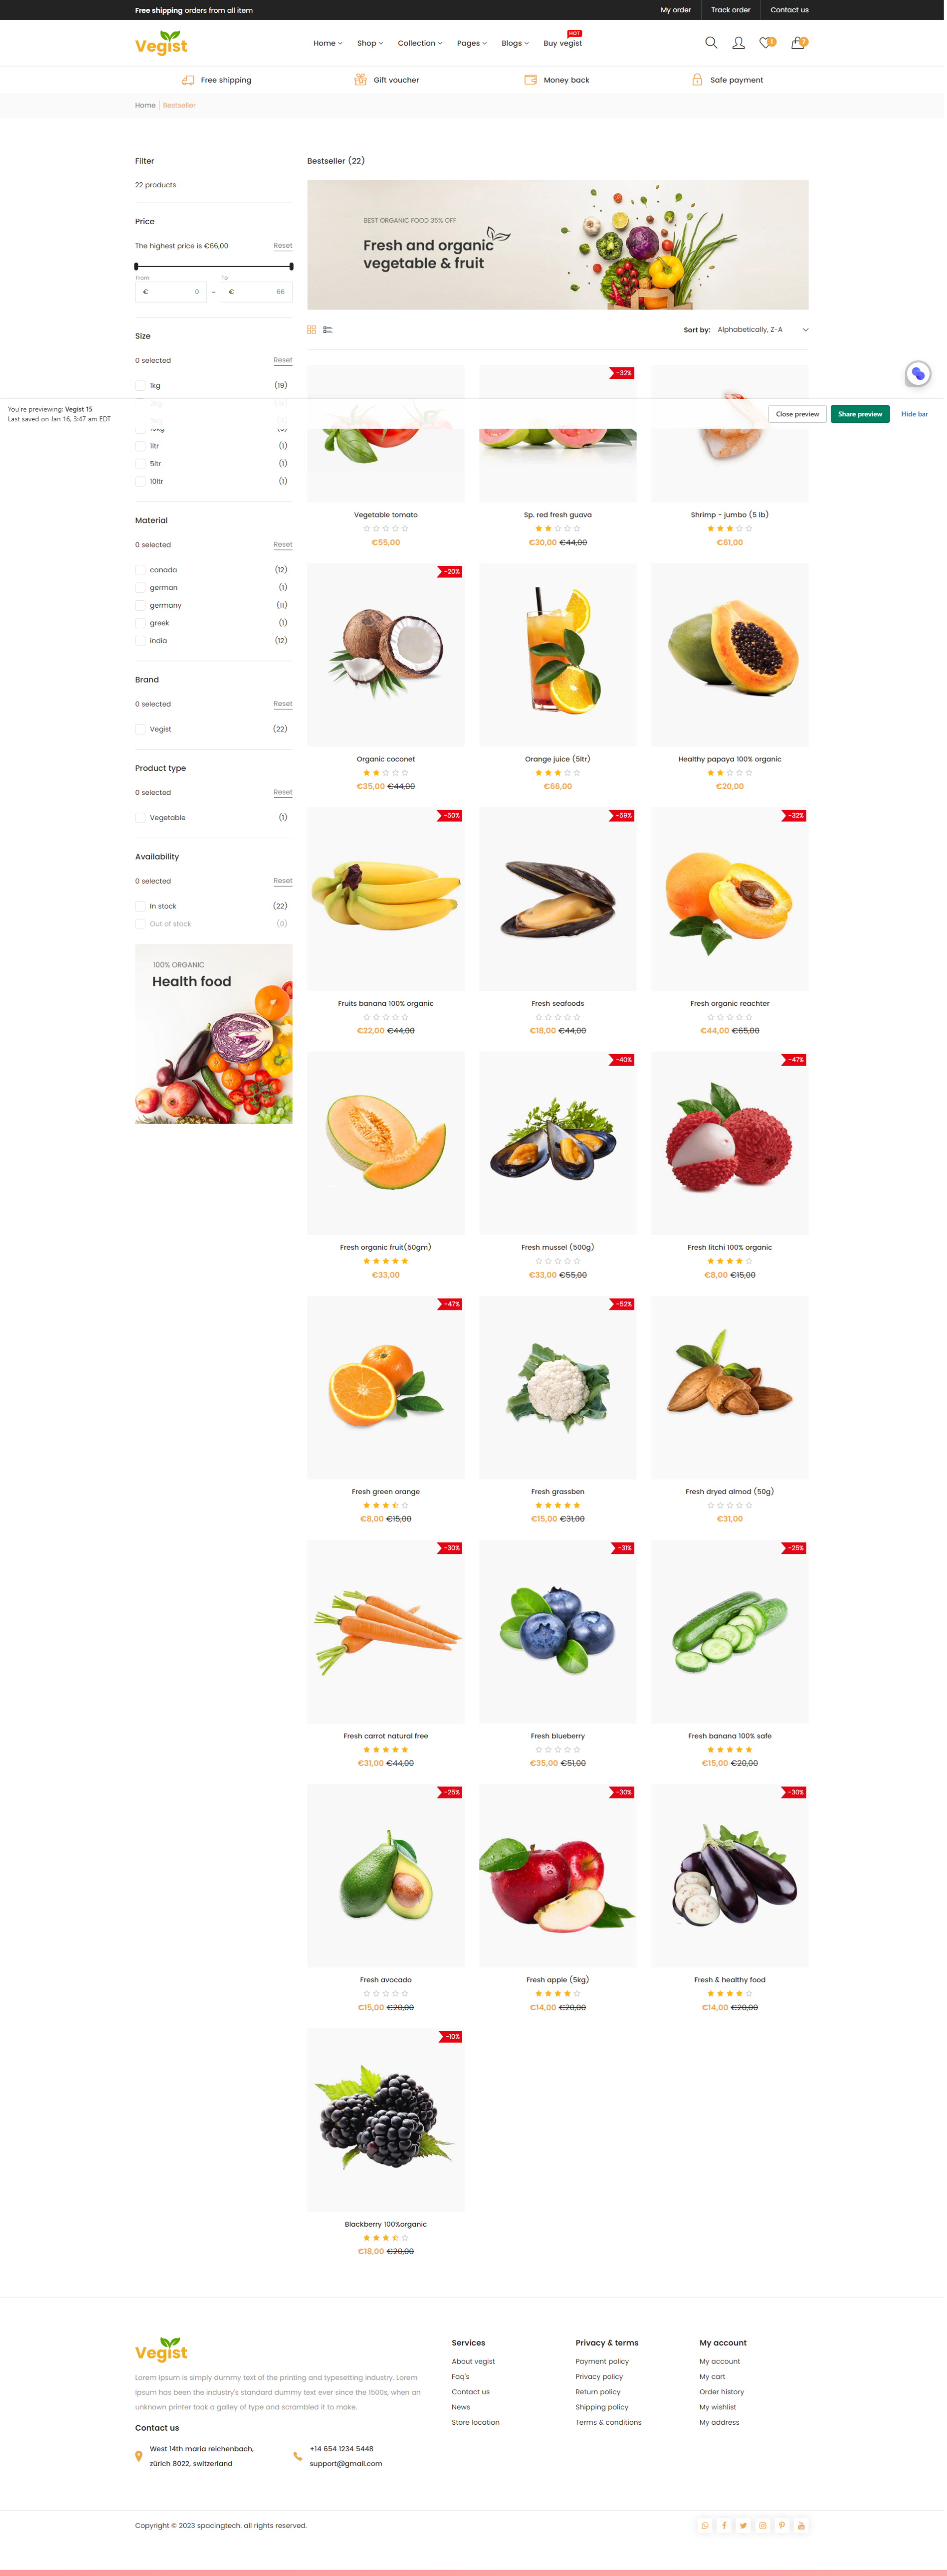 Free shipping orders from all item
My order
Track order
Contact us
Vegist
Home
Shop
Collection
Pages
Blogs
HOT
Buy vegist
1
Free shipping
Gift voucher
Money back
Safe payment
Home
Bestseller
Filter
22 products
Price
The highest price is €66,00
Reset
From
To
€ 0
-
€ 66
Size
0 selected
Reset
1kg (19)
You're previewing: Vegist 15
Last saved on Jan 16, 3:47 am EDT
Close preview
Share preview
Hide bar
1ltr (1)
5ltr (1)
10ltr (1)
Material
0 selected
Reset
canada (12)
german (1)
germany (11)
greek (1)
india (12)
Brand
0 selected
Reset
Vegist (22)
Product type
0 selected
Reset
Vegetable (1)
Availability
0 selected
Reset
In stock (22)
Out of stock (0)
100% ORGANIC
Health food
Bestseller (22)
BEST ORGANIC FOOD 35% OFF
Fresh and organic
vegetable & fruit
Sort by: Alphabetically, Z-A
-32%
Vegetable tomato
€55,00
Sp. red fresh guava
€30,00 €44,00
Shrimp - jumbo (5 lb)
€61,00
-20%
Organic coconet
€35,00 €44,00
Orange juice (5ltr)
€66,00
Healthy papaya 100% organic
€20,00
-50%
Fruits banana 100% organic
€22,00 €44,00
-59%
Fresh seafoods
€18,00 €44,00
-32%
Fresh organic reachter
€44,00 €65,00
Fresh organic fruit(50gm)
€33,00
-40%
Fresh mussel (500g)
€33,00 €55,00
-47%
Fresh litchi 100% organic
€8,00 €15,00
-47%
Fresh green orange
€8,00 €15,00
-52%
Fresh grassben
€15,00 €31,00
Fresh dryed almod (50g)
€31,00
-30%
Fresh carrot natural free
€31,00 €44,00
-31%
Fresh blueberry
€35,00 €51,00
-25%
Fresh banana 100% safe
€15,00 €20,00
-25%
Fresh avocado
€15,00 €20,00
-30%
Fresh apple (5kg)
€14,00 €20,00
-30%
Fresh & healthy food
€14,00 €20,00
-10%
Blackberry 100%organic
€18,00 €20,00
Vegist
Lorem Ipsum is simply dummy text of the printing and typesetting industry. Lorem
Ipsum has been the industry's standard dummy text ever since the 1500s, when an
unknown printer took a galley of type and scrambled it to make.
Contact us
West 14th maria reichenbach,
zürich 8022, switzerland
+14 654 1234 5448
support@gmail.com
Services
About vegist
Faq's
Contact us
News
Store location
Privacy & terms
Payment policy
Privacy policy
Return policy
Shipping policy
Terms & conditions
My account
My account
My cart
Order history
My wishlist
My address
Copyright © 2023 spacingtech. all rights reserved.